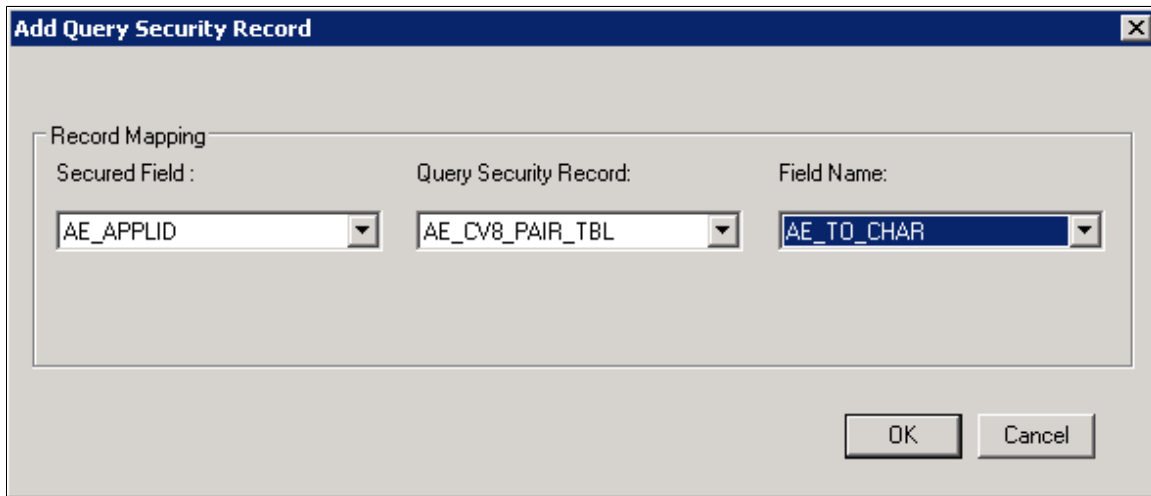 Add Query Security Record
Record Mapping
Secured Field : Query Security Record: Field Name:
AE_APPLID AE_CV8_PAIR_TBL AE_TO_CHAR
OK Cancel